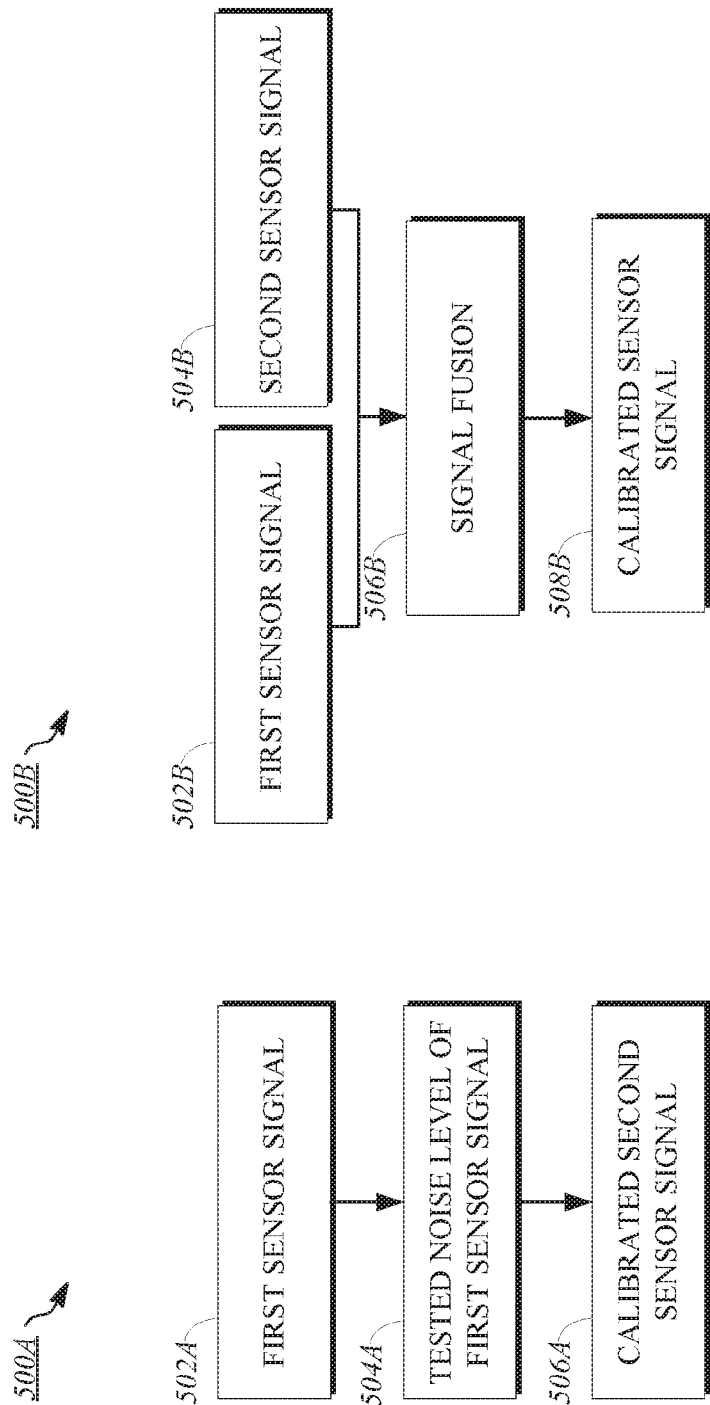 500A
502A
FIRST SENSOR SIGNAL
504A
TESTED NOISE LEVEL OF
FIRST SENSOR SIGNAL
506A
CALIBRATED SECOND
SENSOR SIGNAL
500B
502B
FIRST SENSOR SIGNAL
504B
SECOND SENSOR SIGNAL
506B
SIGNAL FUSION
508B
CALIBRATED SENSOR
SIGNAL